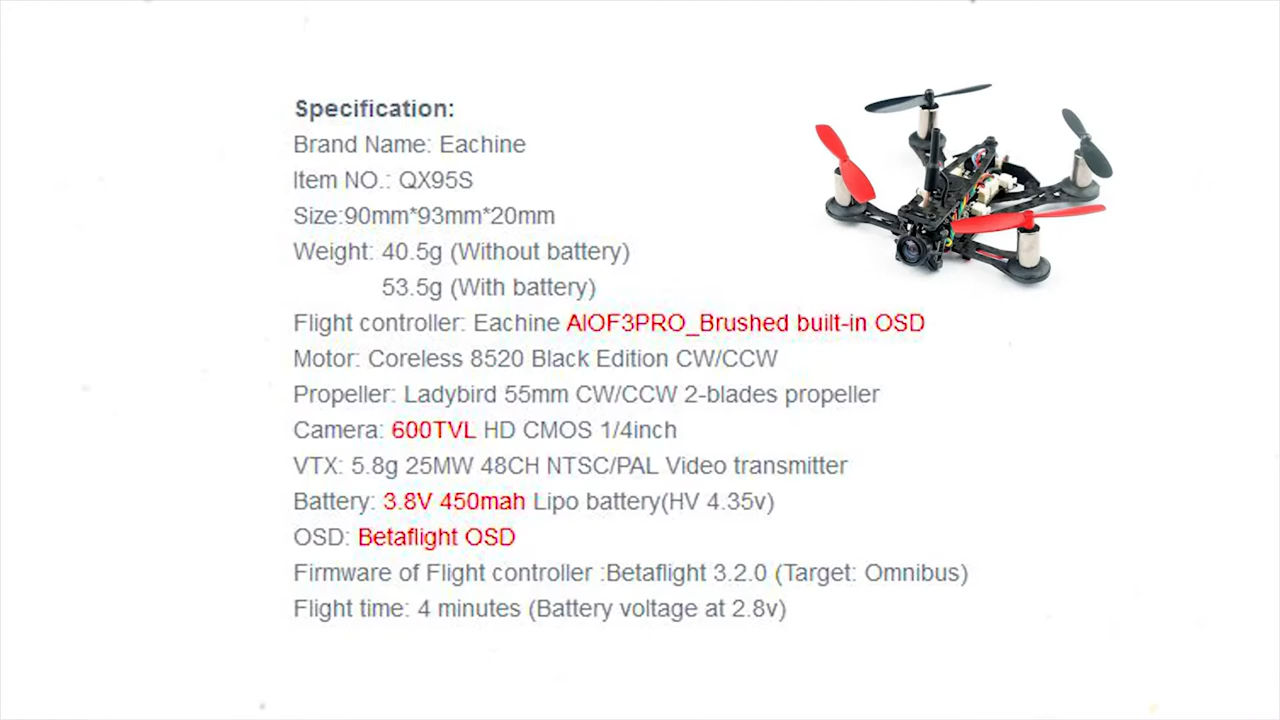 Specification:
Brand Name: Eachine
Item NO.: QX95S
Size:90mm*93mm*20mm
Weight: 40.5g (Without battery)
53.5g (With battery)
Flight controller: Eachine AIOF3PRO_Brushed built-in OSD
Motor: Coreless 8520 Black Edition CW/CCW
Propeller: Ladybird 55mm CW/CCW 2-blades propeller
Camera: 600TVL HD CMOS 1/4inch
VTX: 5.8g 25MW 48CH NTSC/PAL Video transmitter
Battery: 3.8V 450mah Lipo battery(HV 4.35v)
OSD: Betaflight OSD
Firmware of Flight controller :Betaflight 3.2.0 (Target: Omnibus)
Flight time: 4 minutes (Battery voltage at 2.8v)